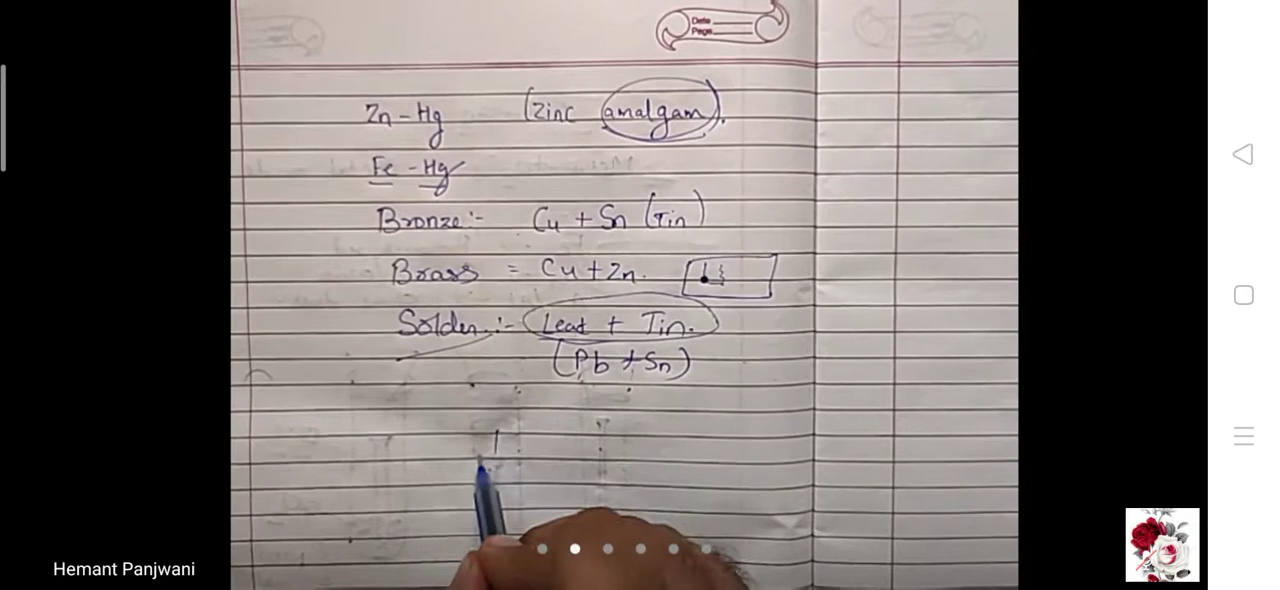 Date
Page
Zn - Hg (Zinc amalgam).
Fe - Hg
Bronze :- Cu + Sn (Tin)
Brass = Cu + Zn.
Solder :- Lead + Tin.
(Pb + Sn)
Hemant Panjwani